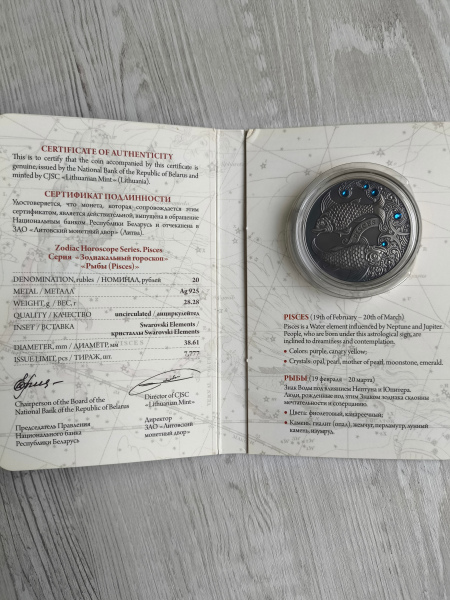 CERTIFICATE OF AUTHENTICITY
This is to certify that the coin accompanied by this certificate is
genuine, issued by the National Bank of the Republic of Belarus and
minted by CJSC «Lithuanian Mint» (Lithuania).
СЕРТИФИКАТ ПОДЛИННОСТИ
Удостоверяется, что монета, которая сопровождается этим
сертификатом, является действительной, выпущена в обращение
Национальным банком Республики Беларусь и отчеканена в
ЗАО «Литовский монетный двор» (Литва).
Zodiac Horoscope Series. Pisces
Серия «Зодиакальный гороскоп»
«Рыбы (Pisces)»
DENOMINATION, rubles / НОМИНАЛ, рублей 20
METAL / МЕТАЛЛ Ag 925
WEIGHT, g / ВЕС, г 28.28
QUALITY / КАЧЕСТВО uncirculated / анциркулейтед
INSET / ВСТАВКА Swarovski Elements /
кристаллы Swarovski Elements
DIAMETER, mm / ДИАМЕТР, мм 38.61
ISSUE LIMIT, pcs / ТИРАЖ, шт. 7,777
Chairperson of the Board of the
National Bank of the Republic of Belarus
Director of CJSC
«Lithuanian Mint»
Председатель Правления
Национального банка
Республики Беларусь
Директор
ЗАО «Литовский
монетный двор»
PISCES (19th of February – 20th of March)
Pisces is a Water element influenced by Neptune and Jupiter.
People, who are born under this astrological sign, are
inclined to dreamliness and contemplation.
• Colors: purple, canary yellow;
• Crystals: opal, pearl, mother of pearl, moonstone, emerald.
РЫБЫ (19 февраля – 20 марта)
Знак Воды под влиянием Нептуна и Юпитера.
Люди, рожденные под этим Знаком зодиака склонны
мечтательности и созерцанию.
• Цвета: фиолетовый, канареечный;
• Камень, опал, жемчуг, перламутр, лунный
камень, изумруд.